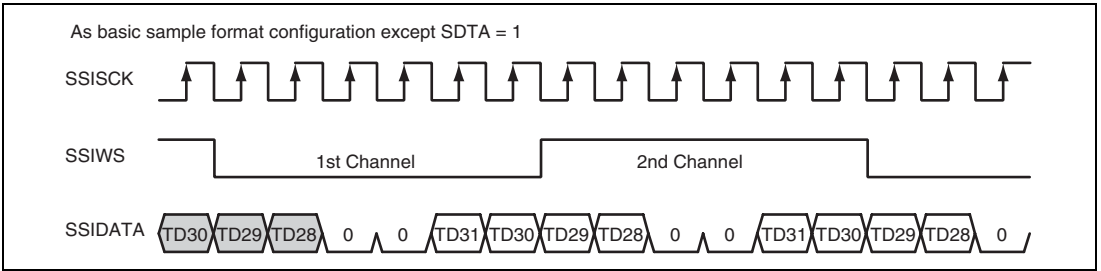 As basic sample format configuration except SDTA = 1
SSISCK
SSIWS 1st Channel 2nd Channel
SSIDATA TD30 TD29 TD28 0 0 TD31 TD30 TD29 TD28 0 0 TD31 TD30 TD29 TD28 0